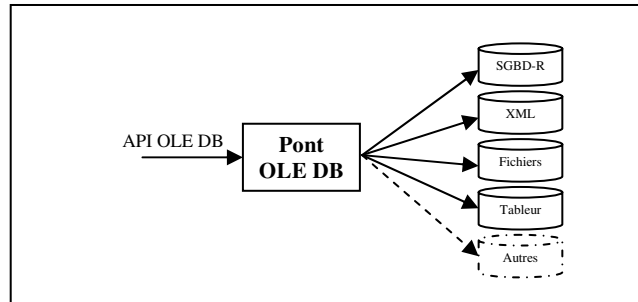 SGBD-R
XML
API OLE DB
Pont
OLE DB
Fichiers
Tableur
Autres